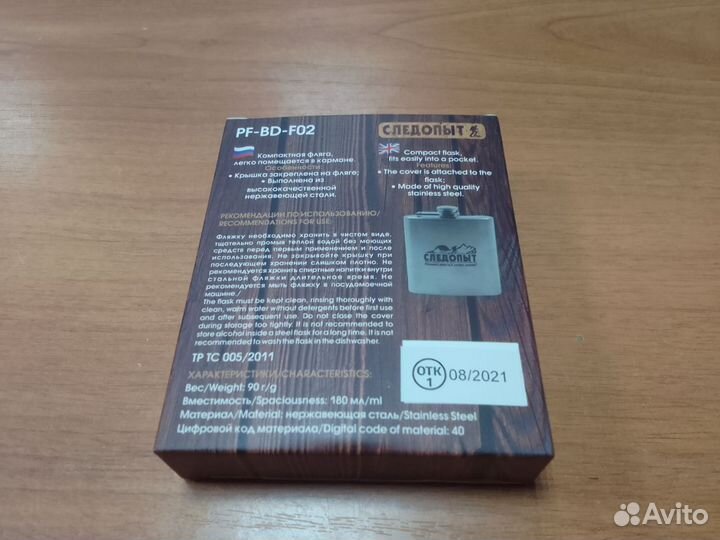 PF-BD-F02
СЛЕДОПЫТ
Компактная фляга,
легко помещается в кармане.
Особенности:
• Крышка закреплена на фляге;
• Выполнена из
высококачественной
нержавеющей стали.
Compact flask,
fits easily into a pocket.
Features
• The cover is attached to the
flask;
• Made of high quality
stainless steel.
РЕКОМЕНДАЦИИ ПО ИСПОЛЬЗОВАНИЮ/
RECOMMENDATIONS FOR USE:
Фляжку необходимо хранить в чистом виде,
тщательно промыв теплой водой без моющих
средств перед первым применением и после
использования. Не закрывайте крышку при
последующем хранении слишком плотно. Не
рекомендуется хранить спиртные напитки внутри
стальной фляжки длительное время. Не
рекомендуется мыть фляжку в посудомоечной
машине./
The flask must be kept clean, rinsing thoroughly with
clean, warm water without detergents before first use
and after subsequent use. Do not close the cover
during storage too tightly. It is not recommended to
store alcohol inside a steel flask for a long time. It is not
recommended to wash the flask in the dishwasher.
СЛЕДОПЫТ
ТР ТС 005/2011
ХАРАКТЕРИСТИКИ/CHARACTERISTICS:
Вес/Weight: 90 г/g
Вместимость/Spaciousness: 180 мл/ml
Материал/Material: нержавеющая сталь/Stainless Steel
Цифровой код материала/Digital code of material: 40
ОТК
1
08/2021
Avito